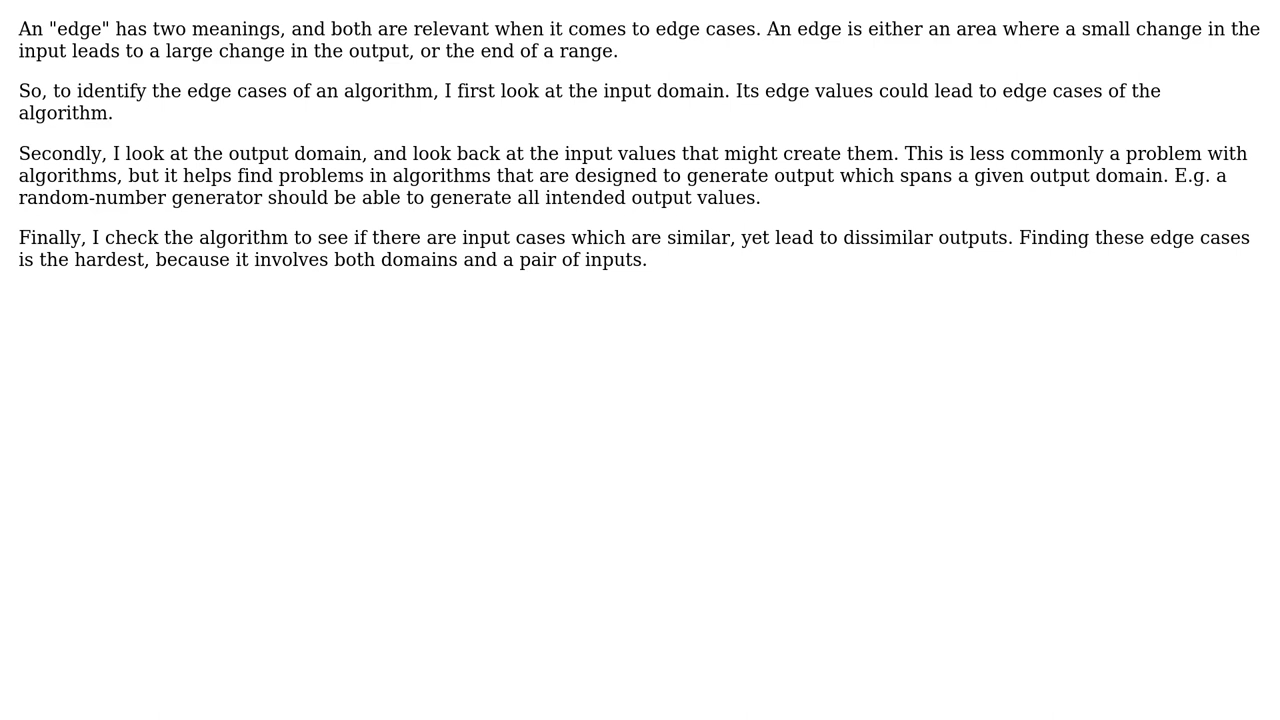 An "edge" has two meanings, and both are relevant when it comes to edge cases. An edge is either an area where a small change in the
input leads to a large change in the output, or the end of a range.
So, to identify the edge cases of an algorithm, I first look at the input domain. Its edge values could lead to edge cases of the
algorithm.
Secondly, I look at the output domain, and look back at the input values that might create them. This is less commonly a problem with
algorithms, but it helps find problems in algorithms that are designed to generate output which spans a given output domain. E.g. a
random-number generator should be able to generate all intended output values.
Finally, I check the algorithm to see if there are input cases which are similar, yet lead to dissimilar outputs. Finding these edge cases
is the hardest, because it involves both domains and a pair of inputs.